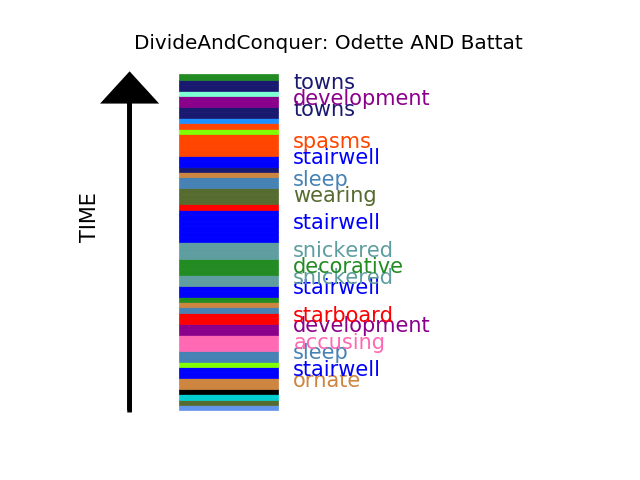 DivideAndConquer: Odette AND Battat
TIME
towns
development
towns
spasms
stairwell
sleep
wearing
stairwell
snickered
decorative
snickered
stairwell
starboard
development
accusing
sleep
stairwell
ornate